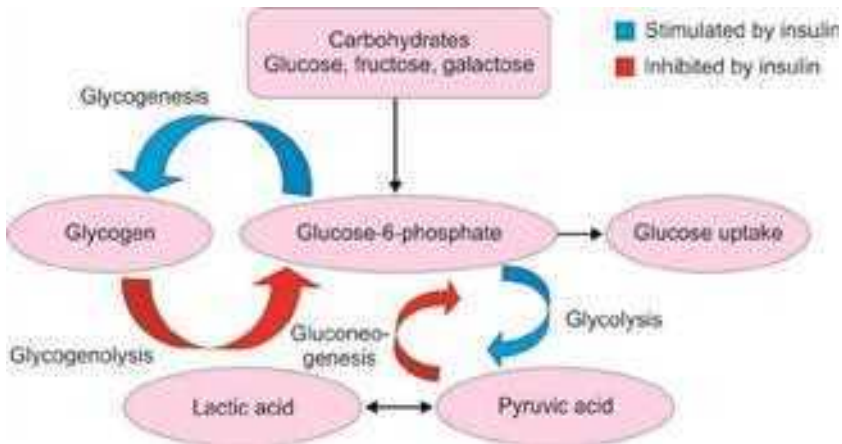 Carbohydrates
Glucose, fructose, galactose
Stimulated by insulin
Inhibited by insulin
Glycogenesis
Glycogen
Glucose-6-phosphate
Glucose uptake
Glycogenolysis
Gluconeo-
genesis
Glycolysis
Lactic acid
Pyruvic acid